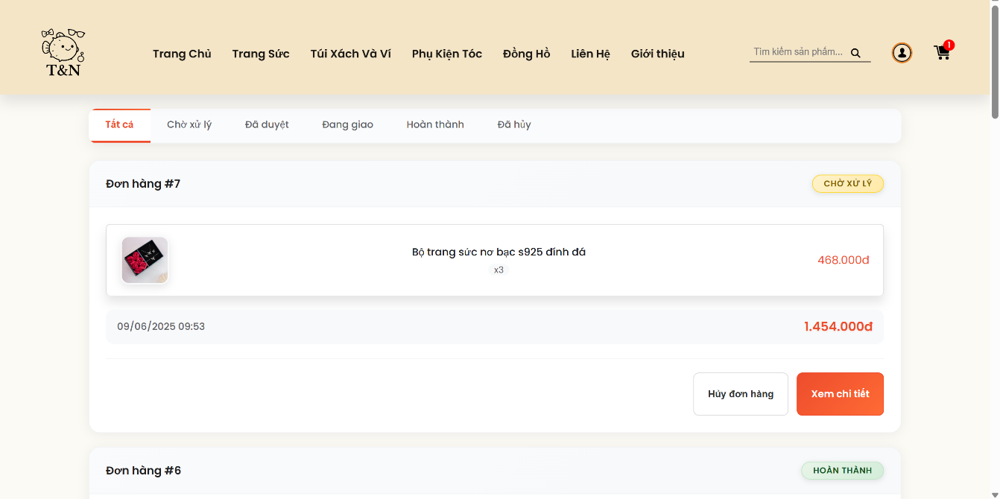 T&N
Trang Chủ
Trang Sức
Túi Xách Và Ví
Phụ Kiện Tóc
Đồng Hồ
Liên Hệ
Giới thiệu
Tìm kiếm sản phẩm...
1
Tất cả
Chờ xử lý
Đã duyệt
Đang giao
Hoàn thành
Đã hủy
Đơn hàng #7
CHỜ XỬ LÝ
Bộ trang sức nơ bạc s925 đính đá
x3
468.000đ
09/06/2025 09:53
1.454.000đ
Hủy đơn hàng
Xem chi tiết
Đơn hàng #6
HOÀN THÀNH